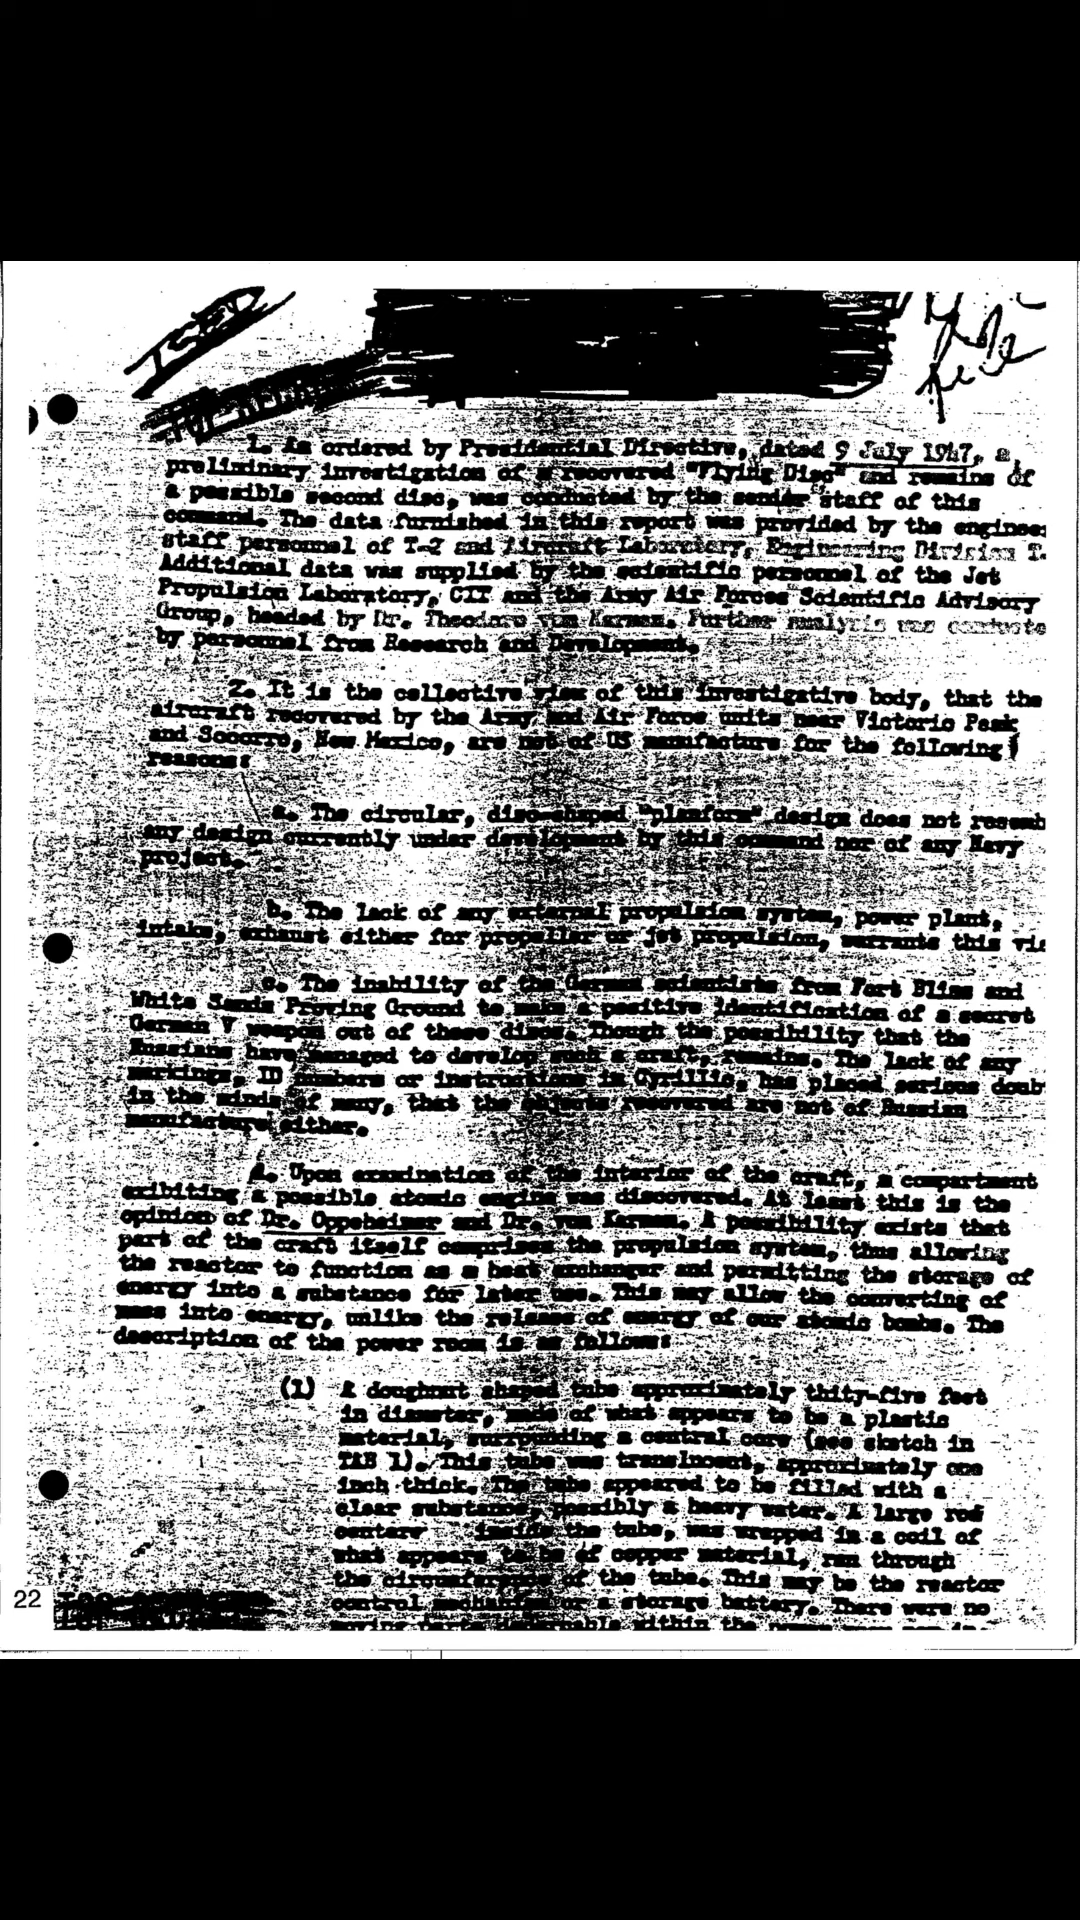 1. As ordered by Presidential Directive, dated 9 July 1947, a
preliminary investigation of a recovered "Flying Disc" and remains of
a possible second disc, was conducted by the senior staff of this
command. The data furnished in this report was provided by the engineer
staff personnel of T-2 and Aircraft Laboratory, Engineering Division T-
Additional data was supplied by the scientific personnel of the Jet
Propulsion Laboratory, CIT and the Army Air Forces Scientific Advisory
Group, headed by Dr. Theodore von Karman. Further analysis was conducte
by personnel from Research and Development.
2. It is the collective view of this investigative body, that the
aircraft recovered by the Army and Air Force units near Victorio Peak
and Socorro, New Mexico, are not of US manufacture for the following
reasons:
a. The circular, disc-shaped "planform" design does not resemb
any design currently under development by this command nor of any Navy
project.
b. The lack of any external propulsion system, power plant,
intake, exhaust either for propeller or jet propulsion, warrants this vie
c. The inability of the German scientists from Fort Bliss and
White Sands Proving Ground to make a positive identification of a secret
German V weapon out of these discs. Though the possibility that the
Russians have managed to develop such a craft, remains. The lack of any
markings, ID numbers or instructions in Cyrillic, has placed serious doub
in the minds of many, that the objects recovered are not of Russian
manufacture either.
d. Upon examination of the interior of the craft, a compartment
exibiting a possible atomic engine was discovered. At least this is the
opinion of Dr. Oppeheimer and Dr. von Karman. A possibility exists that
part of the craft itself comprises the propulsion system, thus allowing
the reactor to function as a heat exchanger and permitting the storage of
energy into a substance for later use. This may allow the converting of
mass into energy, unlike the release of energy of our atomic bombs. The
description of the power room is as follows:
(1) A doughnut shaped tube approximately thity-five feet
in diameter, made of what appears to be a plastic
material, surrounding a central core (see sketch in
TAB 1). This tube was translucent, approximately one
inch thick. The tube appeared to be filled with a
clear substance, possibly a heavy water. A large rod
centere inside the tube, was wrapped in a coil of
what appears to be of copper material, ran through
the circumference of the tube. This may be the reactor
control mechanism or a storage battery. There were no
moving parts within the power room
22